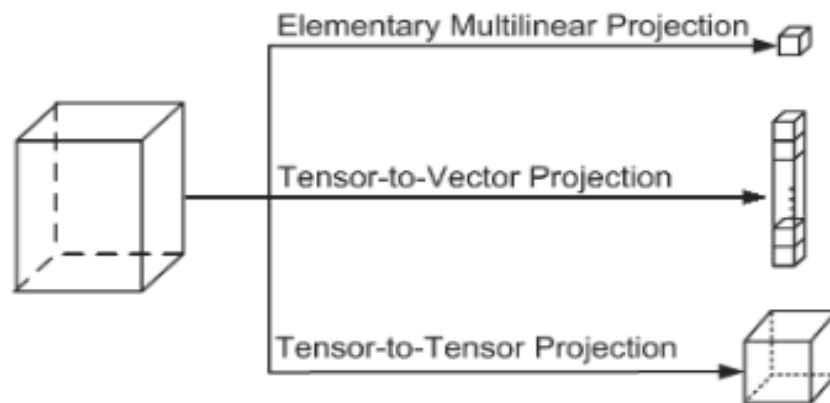 Elementary Multilinear Projection
Tensor-to-Vector Projection
Tensor-to-Tensor Projection